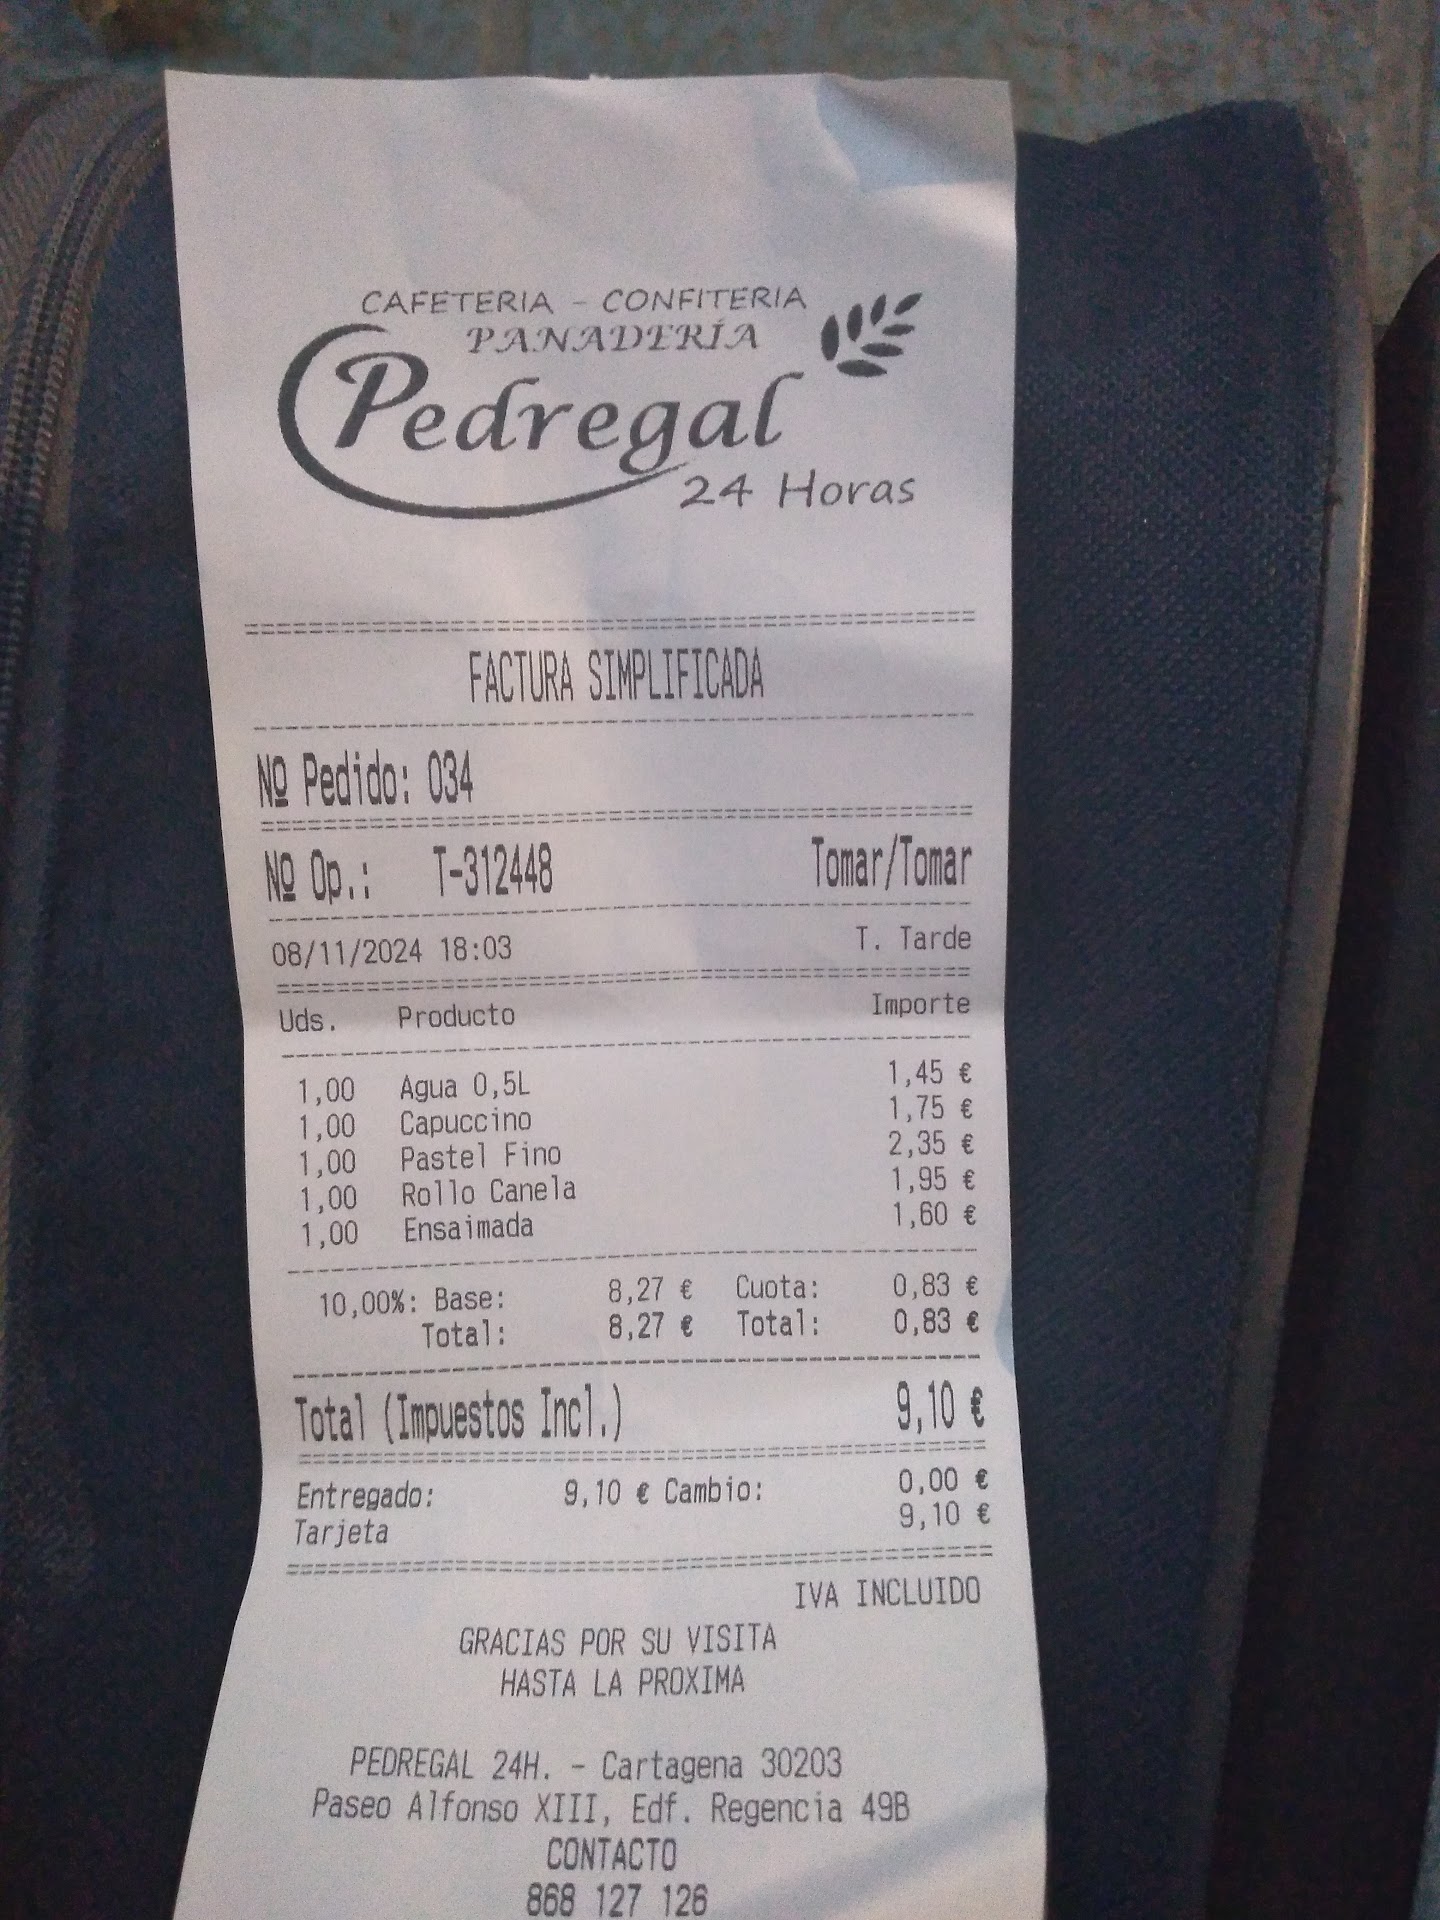 CAFETERIA - CONFITERIA
PANADERÍA
Pedregal
24 Horas
FACTURA SIMPLIFICADA
Nº Pedido: 034
Nº Op.: T-312448 Tomar/Tomar
08/11/2024 18:03 T. Tarde
Uds. Producto Importe
1,00 Agua 0,5L 1,45 €
1,00 Capuccino 1,75 €
1,00 Pastel Fino 2,35 €
1,00 Rollo Canela 1,95 €
1,00 Ensaimada 1,60 €
10,00%: Base: 8,27 € Cuota: 0,83 €
Total: 8,27 € Total: 0,83 €
Total (Impuestos Incl.) 9,10 €
Entregado: 9,10 € Cambio: 0,00 €
Tarjeta 9,10 €
IVA INCLUIDO
GRACIAS POR SU VISITA
HASTA LA PROXIMA
PEDREGAL 24H. - Cartagena 30203
Paseo Alfonso XIII, Edf. Regencia 49B
CONTACTO
868 127 126